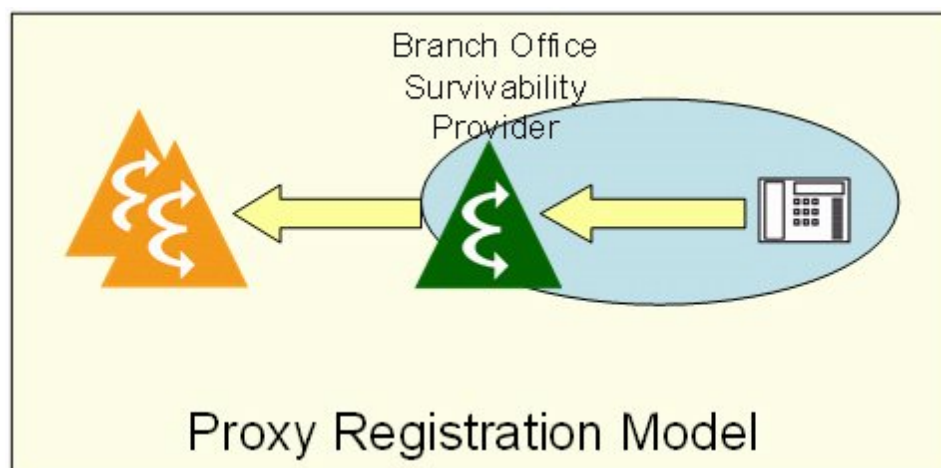 Branch Office
Survivability
Provider
Proxy Registration Model